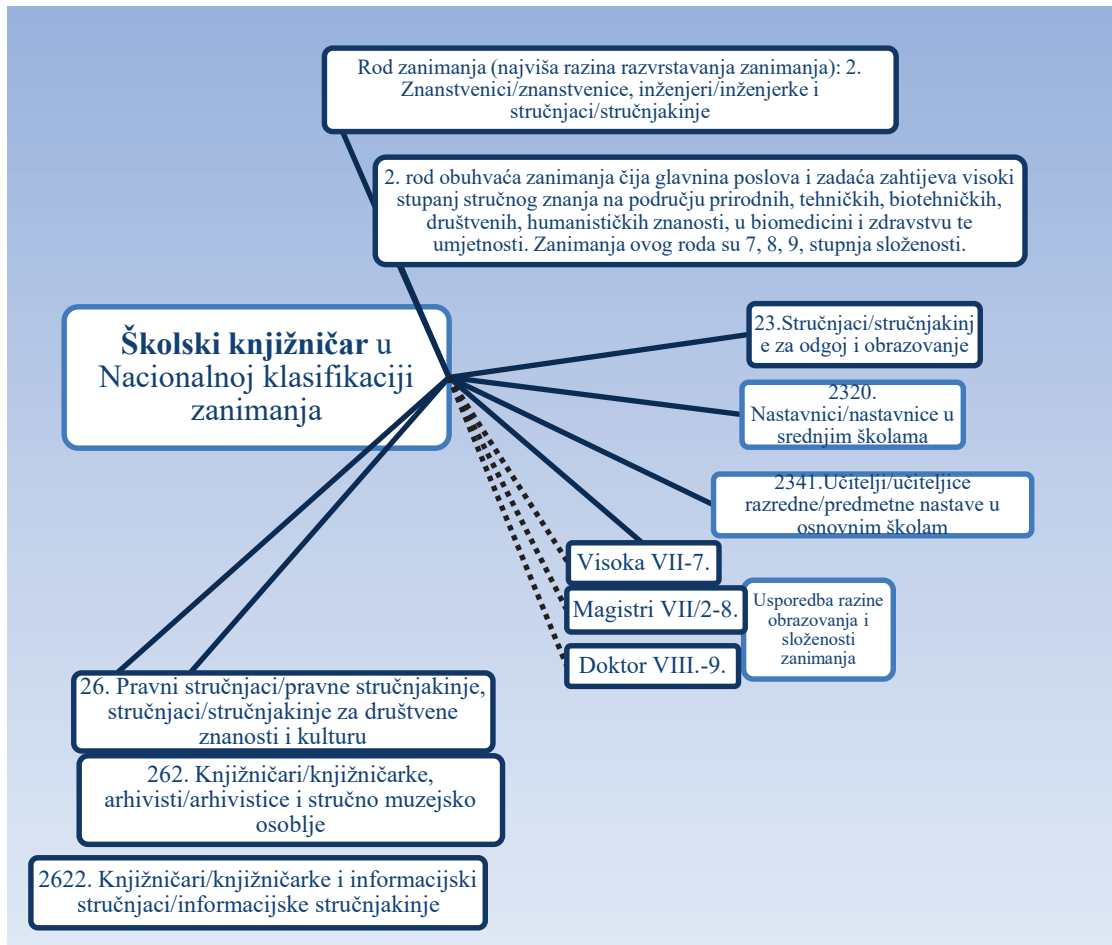 Rod zanimanja (najviša razina razvrstavanja zanimanja): 2.
Znanstvenici/znanstvenice, inženjeri/inženjerke i
stručnjaci/stručnjakinje
2. rod obuhvaća zanimanja čija glavnina poslova i zadaća zahtijeva visoki
stupanj stručnog znanja na području prirodnih, tehničkih, biotehničkih,
društvenih, humanističkih znanosti, u biomedicini i zdravstvu te
umjetnosti. Zanimanja ovog roda su 7, 8, 9, stupnja složenosti.
Školski knjižničar u
Nacionalnoj klasifikaciji
zanimanja
23.Stručnjaci/stručnjakinj
e za odgoj i obrazovanje
2320.
Nastavnici/nastavnice u
srednjim školama
2341.Učitelji/učiteljice
razredne/predmetne nastave u
osnovnim školam
Visoka VII-7.
Magistri VII/2-8.
Doktor VIII.-9.
Usporedba razine
obrazovanja i
složenosti
zanimanja
26. Pravni stručnjaci/pravne stručnjakinje,
stručnjaci/stručnjakinje za društvene
znanosti i kulturu
262. Knjižničari/knjižničarke,
arhivisti/arhivistice i stručno muzejsko
osoblje
2622. Knjižničari/knjižničarke i informacijski
stručnjaci/informacijske stručnjakinje